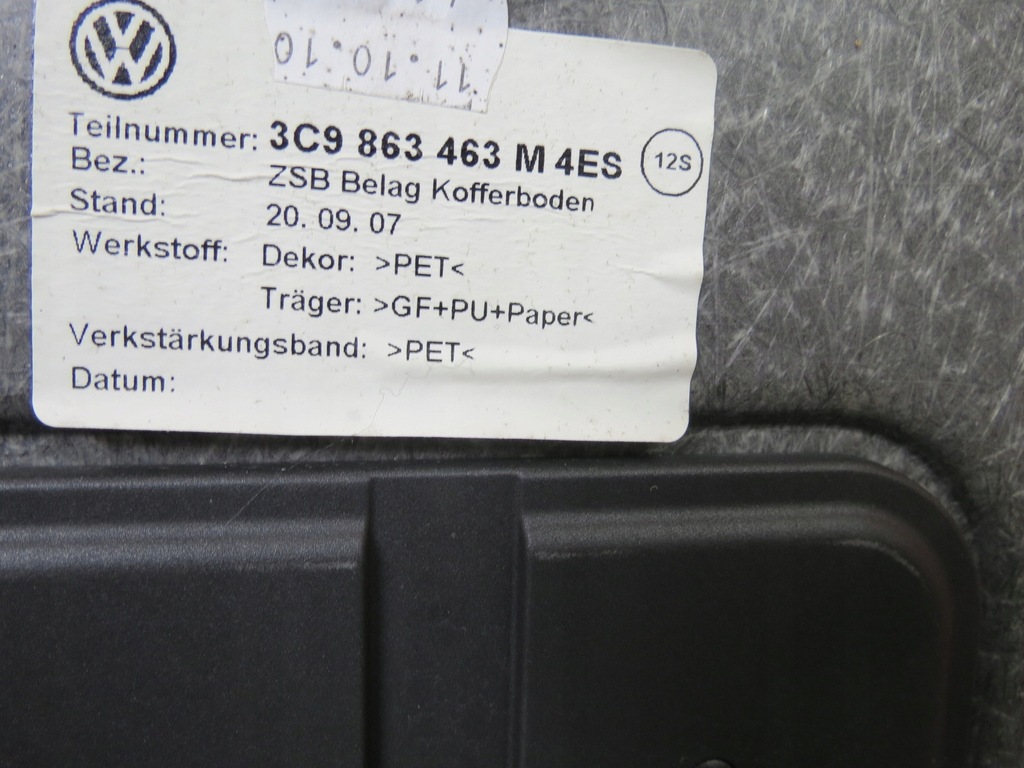 11.10.10
Teilnummer: 3C9 863 463 M 4ES 12S
Bez.: ZSB Belag Kofferboden
Stand: 20. 09. 07
Werkstoff: Dekor: >PET<
Träger: >GF+PU+Paper<
Verkstärkungsband: >PET<
Datum: